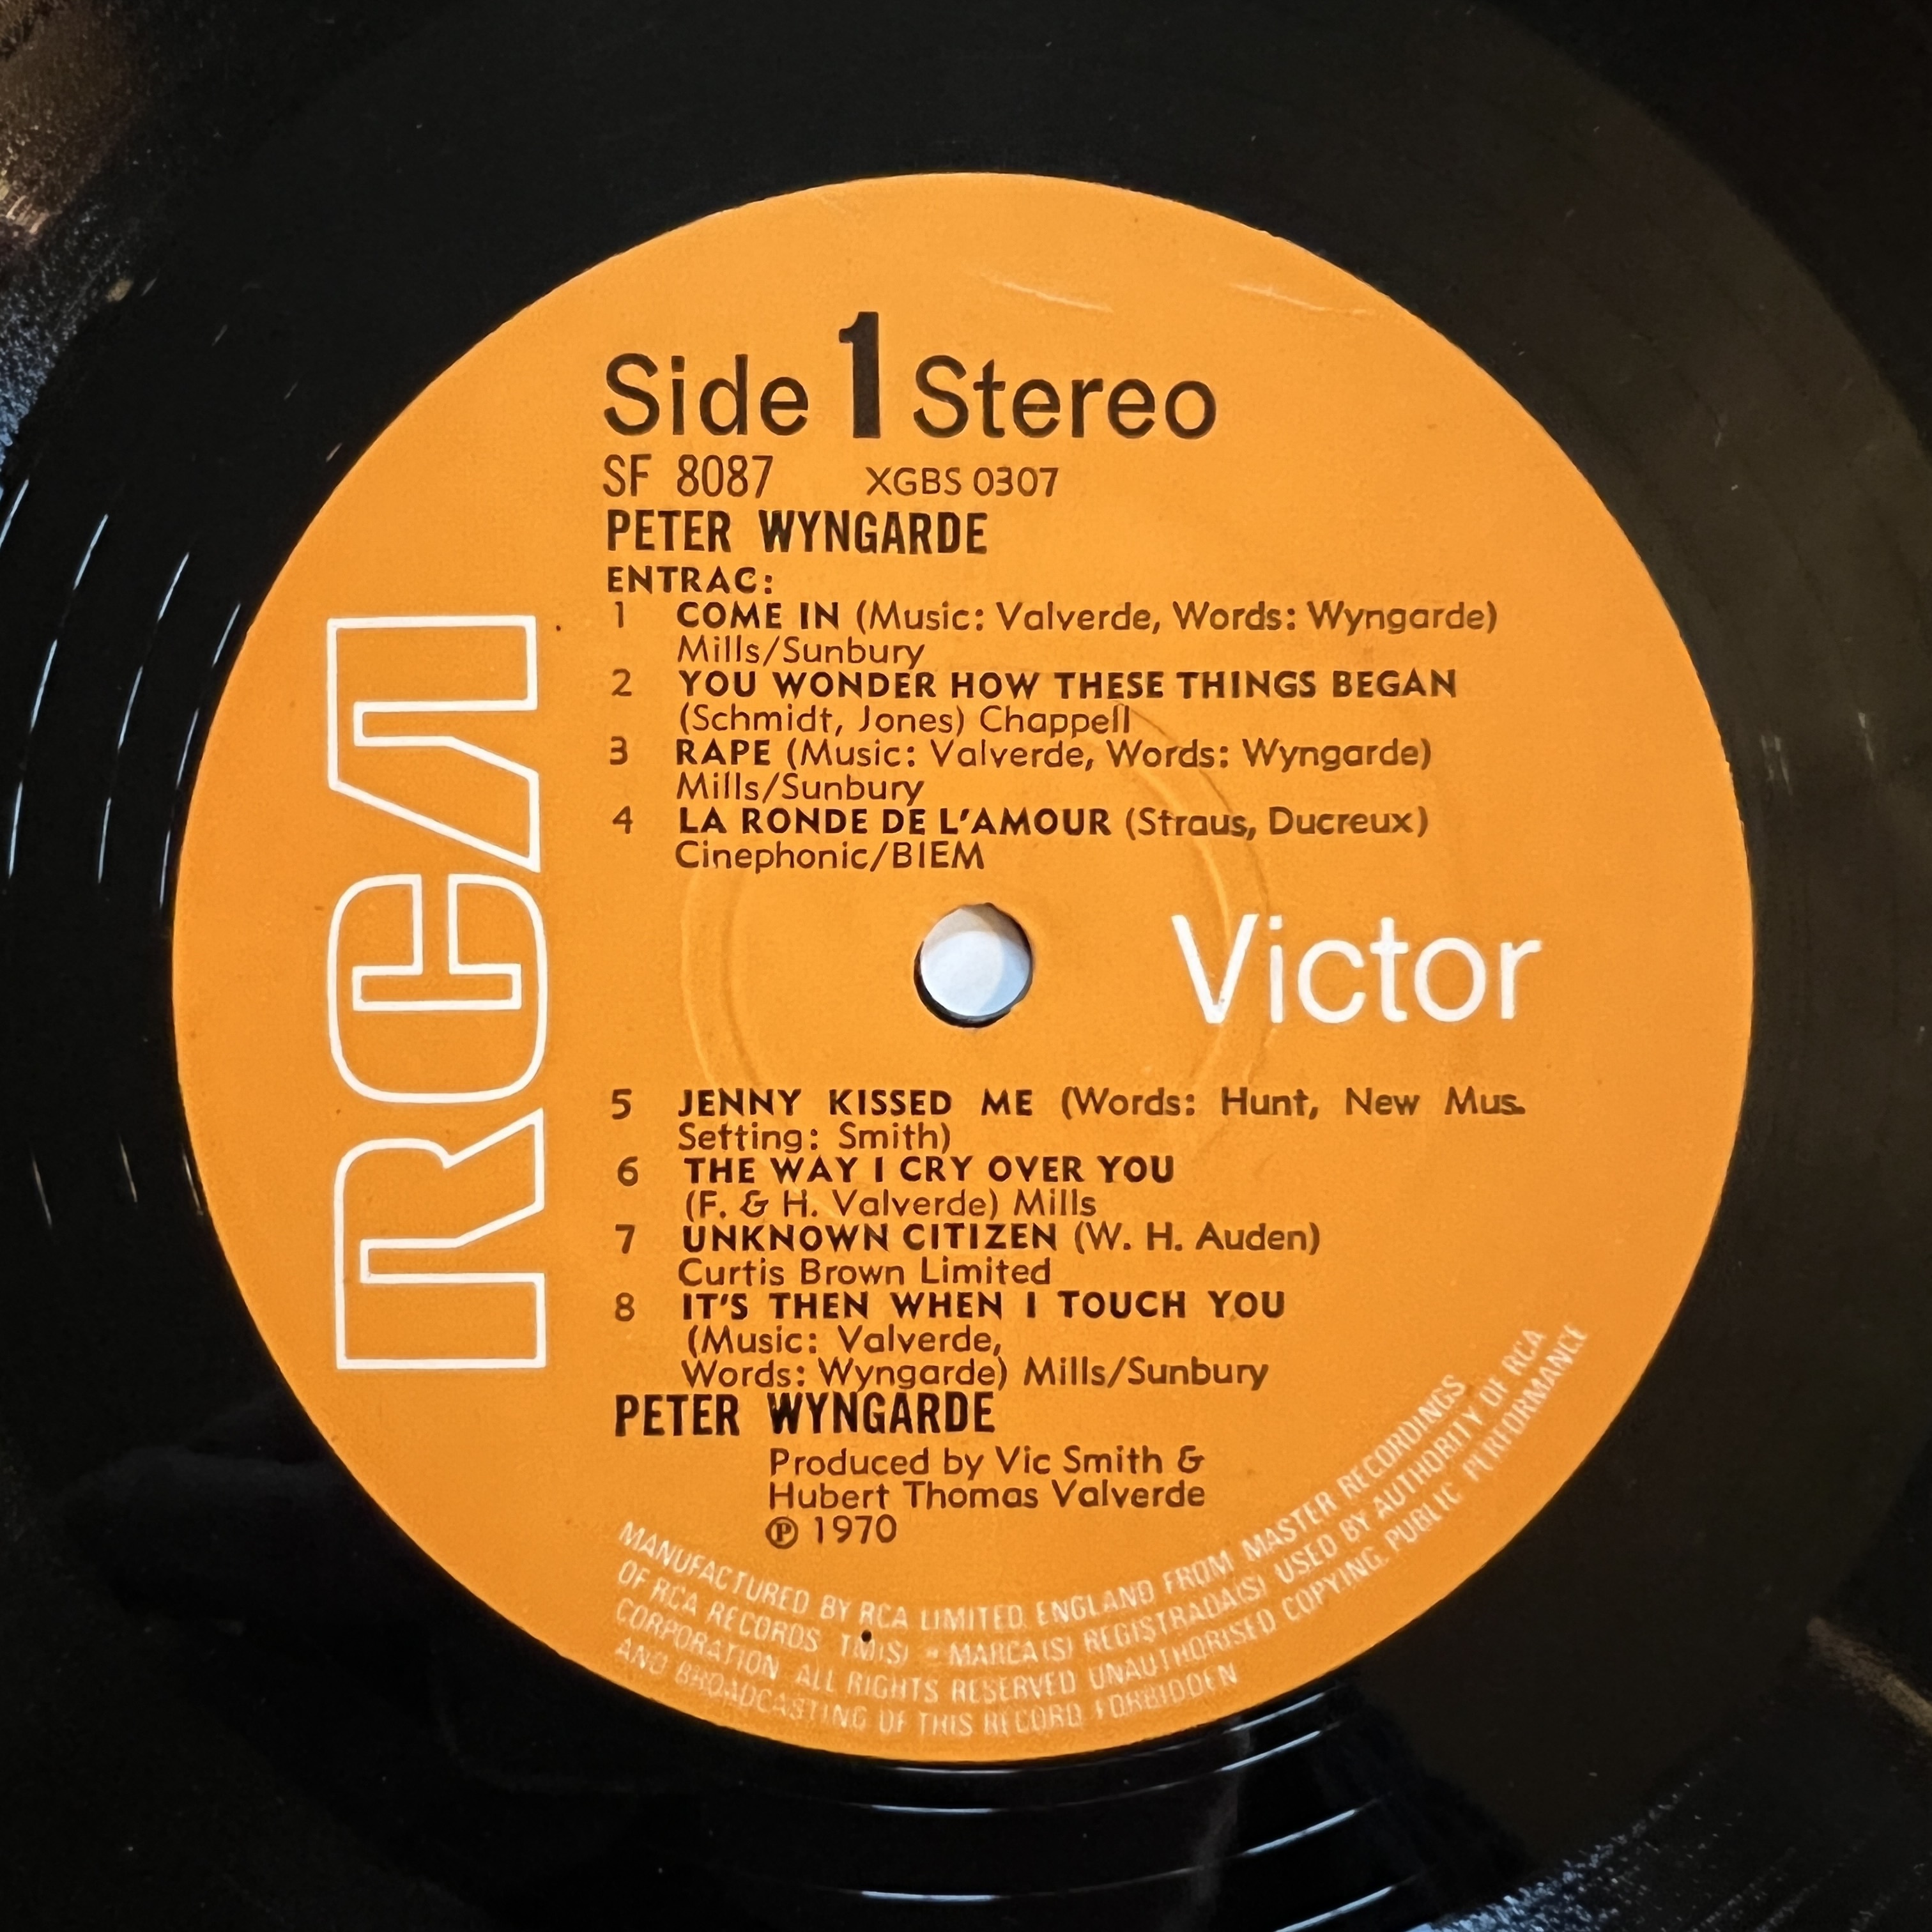 Side 1 Stereo
SF 8087 XGBS 0307
PETER WYNGARDE
ENTRAC:
1 COME IN (Music: Valverde, Words: Wyngarde)
Mills/Sunbury
2 YOU WONDER HOW THESE THINGS BEGAN
(Schmidt, Jones) Chappell
3 RAPE (Music: Valverde, Words: Wyngarde)
Mills/Sunbury
4 LA RONDE DE L'AMOUR (Straus, Ducreux)
Cinephonic/BIEM
RCA
Victor
5 JENNY KISSED ME (Words: Hunt, New Mus.
Setting: Smith)
6 THE WAY I CRY OVER YOU
(F. & H. Valverde) Mills
7 UNKNOWN CITIZEN (W. H. Auden)
Curtis Brown Limited
8 IT'S THEN WHEN I TOUCH YOU
(Music: Valverde,
Words: Wyngarde) Mills/Sunbury
PETER WYNGARDE
Produced by Vic Smith &
Hubert Thomas Valverde
℗ 1970
MANUFACTURED BY RCA LIMITED, ENGLAND FROM MASTER RECORDINGS
OF RCA RECORDS TM(S) • MARCA(S) REGISTRADA(S) USED BY AUTHORITY OF RCA
CORPORATION ALL RIGHTS RESERVED UNAUTHORISED COPYING, PUBLIC PERFORMANCE
AND BROADCASTING OF THIS RECORD FORBIDDEN